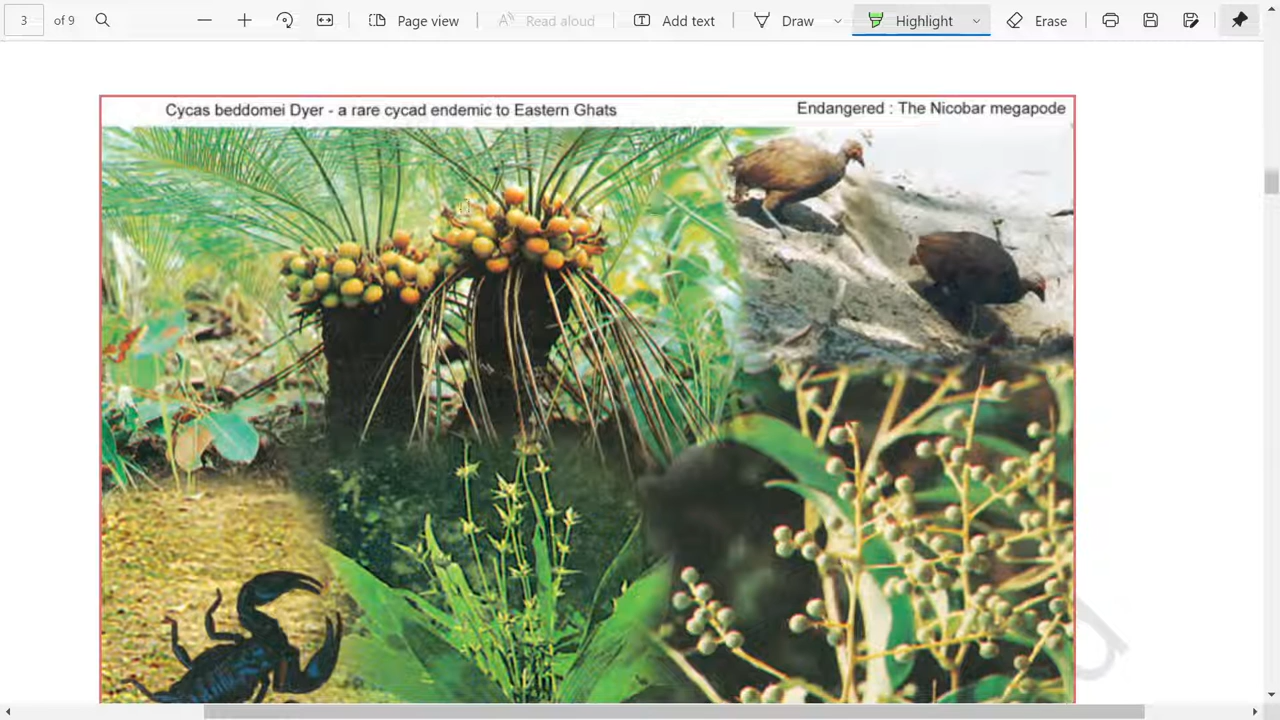 3 of 9 Page view Read aloud Add text Draw Highlight Erase
Cycas beddomei Dyer - a rare cycad endemic to Eastern Ghats
Endangered : The Nicobar megapode